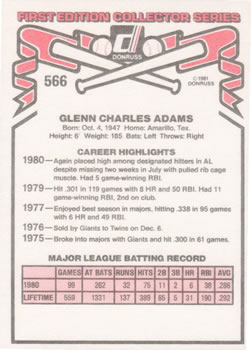 FIRST EDITION COLLECTOR SERIES
DONRUSS
566
© 1981
DONRUSS
GLENN CHARLES ADAMS
Born: Oct. 4, 1947 Home: Amarillo, Tex.
Height: 6' Weight: 185 Bats: Left Throws: Right
CAREER HIGHLIGHTS
1980—Again placed high among designated hitters in AL
despite missing two weeks in July with pulled rib cage
muscle. Had 5 game-winning RBI.
1979—Hit .301 in 119 games with 8 HR and 50 RBI. Had 11
game-winning RBI, 2nd on club.
1977—Enjoyed best season in majors, hitting .338 in 95 games
with 6 HR and 49 RBI.
1976—Sold by Giants to Twins on Dec. 6.
1975—Broke into majors with Giants and hit .300 in 61 games.
MAJOR LEAGUE BATTING RECORD
GAMES AT BATS RUNS HITS 2B 3B HR RBI AVG
1980 99 262 32 75 11 2 6 38 .286
LIFETIME 559 1331 137 389 66 5 31 190 .292